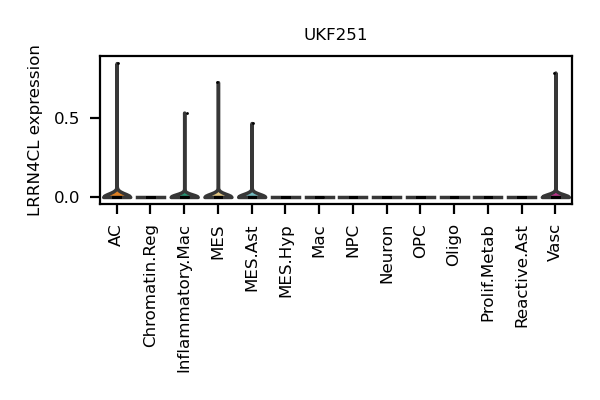 UKF251
LRRN4CL expression
0.5
0.0
AC
Chromatin.Reg
Inflammatory.Mac
MES
MES.Ast
MES.Hyp
Mac
NPC
Neuron
OPC
Oligo
Prolif.Metab
Reactive.Ast
Vasc